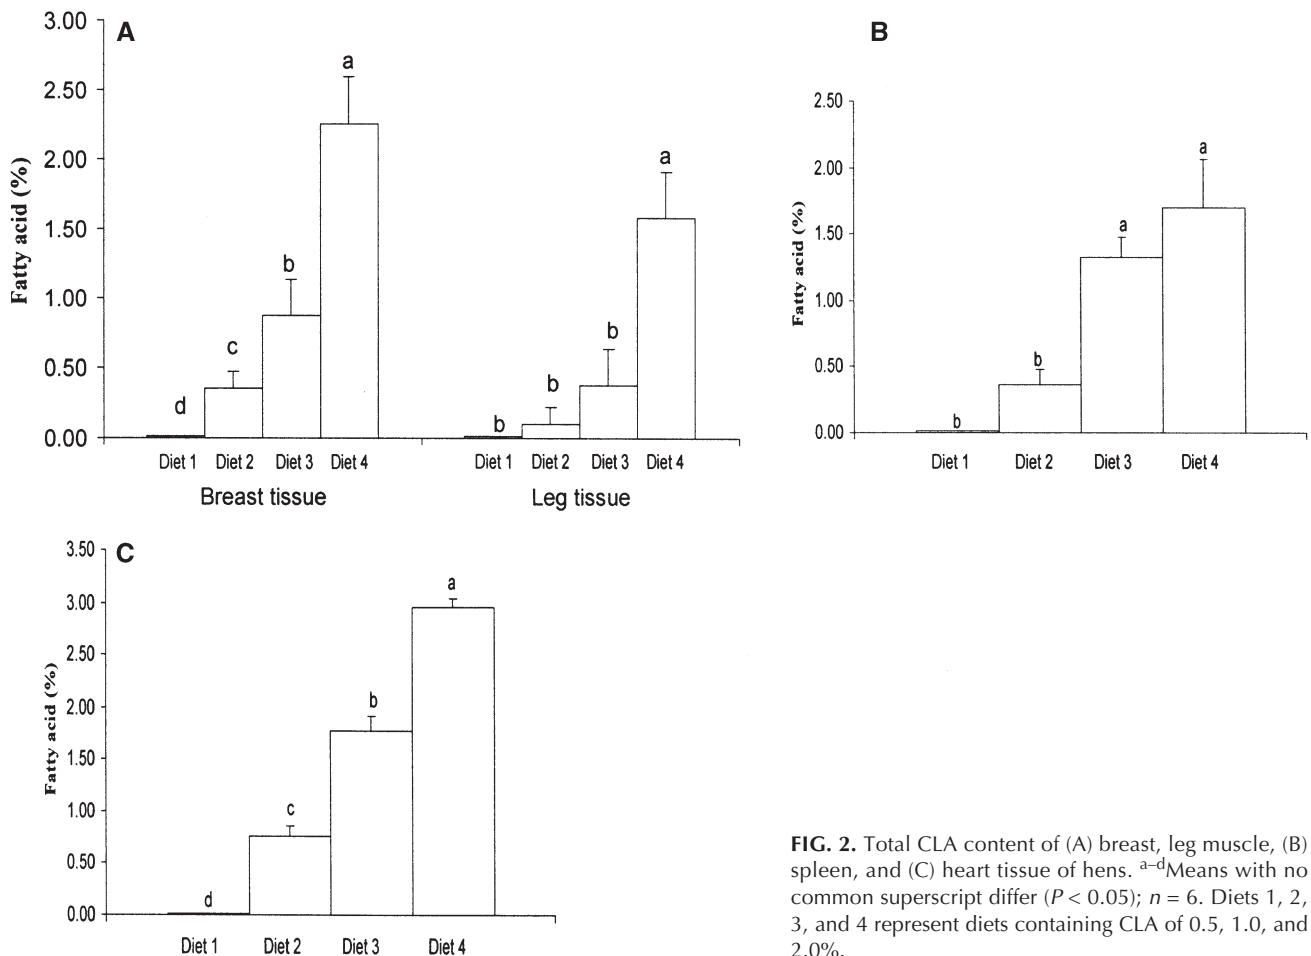 A
3.00
2.50
2.00
1.50
1.00
0.50
0.00
Fatty acid (%)
d c b a b b b a
Diet 1 Diet 2 Diet 3 Diet 4 Diet 1 Diet 2 Diet 3 Diet 4
Breast tissue Leg tissue
B
2.50
2.00
1.50
1.00
0.50
0.00
Fatty acid (%)
b b a a
Diet 1 Diet 2 Diet 3 Diet 4
C
3.50
3.00
2.50
2.00
1.50
1.00
0.50
0.00
Fatty acid (%)
d c b a
Diet 1 Diet 2 Diet 3 Diet 4
FIG. 2. Total CLA content of (A) breast, leg muscle, (B)
spleen, and (C) heart tissue of hens. a–dMeans with no
common superscript differ (P < 0.05); n = 6. Diets 1, 2,
3, and 4 represent diets containing CLA of 0.5, 1.0, and
2.0%.